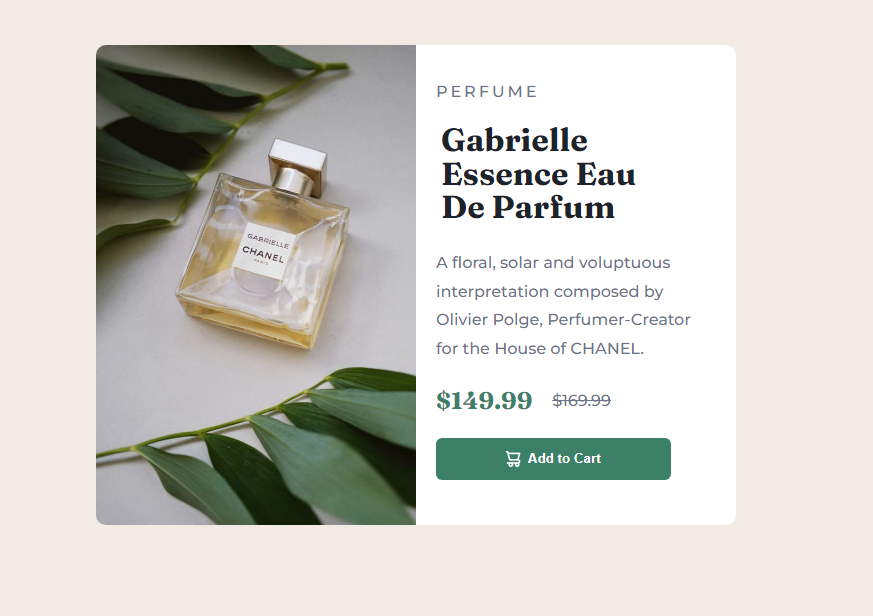 PERFUME
Gabrielle
Essence Eau
De Parfum
GABRIELLE
CHANEL
PARIS
A floral, solar and voluptuous
interpretation composed by
Olivier Polge, Perfumer-Creator
for the House of CHANEL.
$149.99 $169.99
Add to Cart